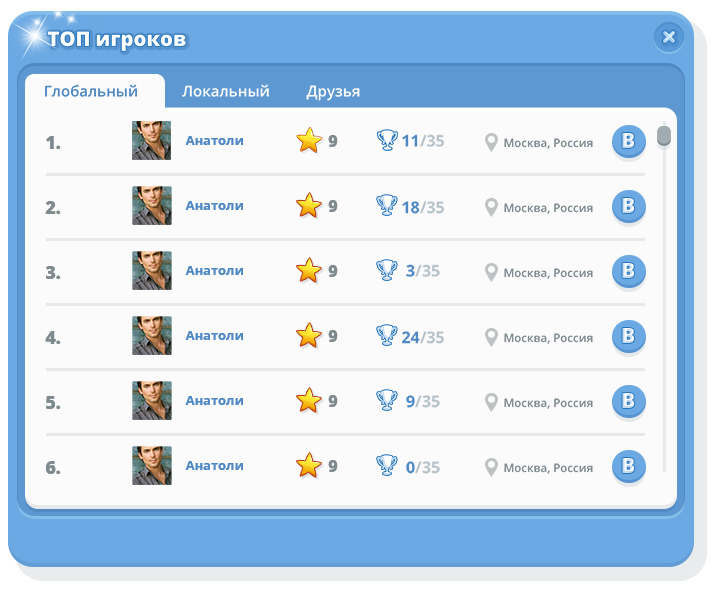 ТОП игроков
Глобальный Локальный Друзья
1. Анатоли 9 11/35 Москва, Россия В
2. Анатоли 9 18/35 Москва, Россия В
3. Анатоли 9 3/35 Москва, Россия В
4. Анатоли 9 24/35 Москва, Россия В
5. Анатоли 9 9/35 Москва, Россия В
6. Анатоли 9 0/35 Москва, Россия В